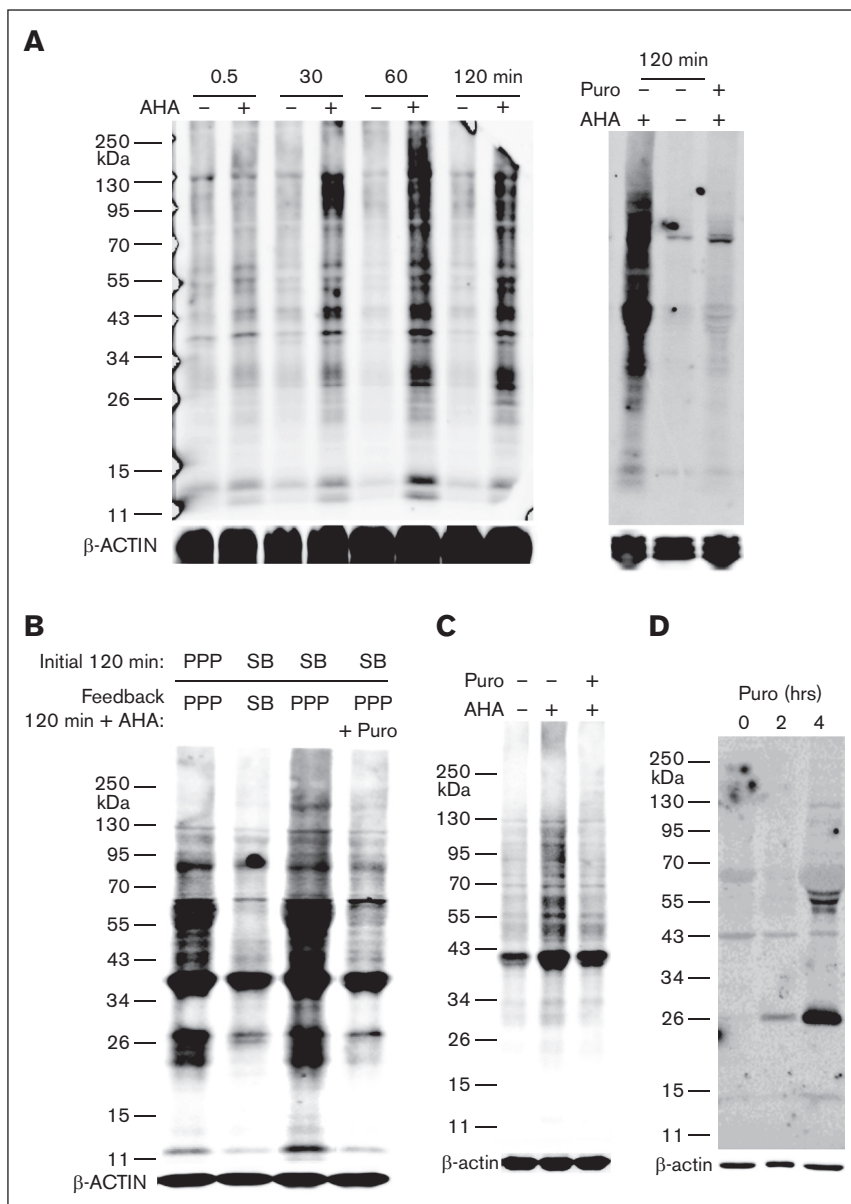 A
0.5 30 60 120 min
AHA – + – + – + – +
250
kDa
130
95
70
55
43
34
26
15
11
β-ACTIN
120 min
Puro – – +
AHA + – +
B
Initial 120 min: PPP SB SB SB
Feedback
120 min + AHA: PPP SB PPP PPP
+ Puro
250
kDa
130
95
70
55
43
34
26
15
11
β-ACTIN
C
Puro – – +
AHA – + +
250
kDa
130
95
70
55
43
34
26
15
11
β-actin
D
Puro (hrs)
0 2 4
250
kDa
130
95
70
55
43
34
26
15
11
β-actin